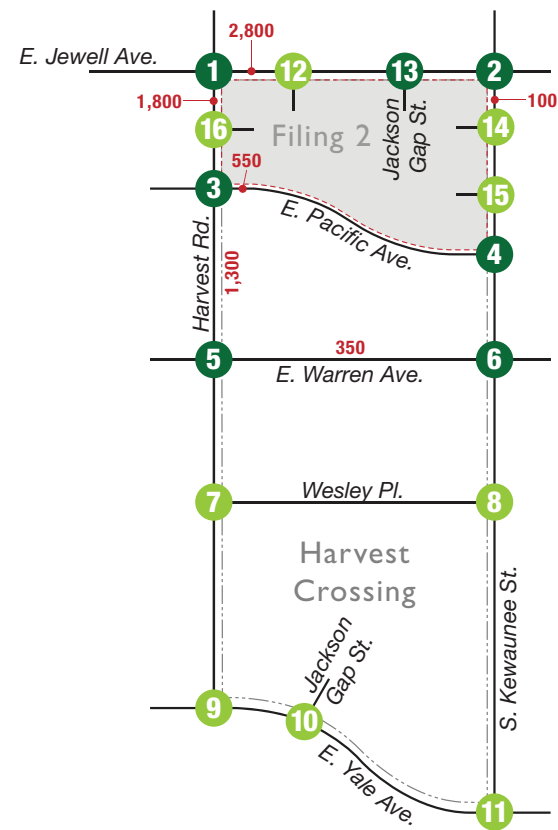 2,800
E. Jewell Ave.
1
12
13
2
1,800
100
16
Filing 2
Jackson
Gap St.
14
550
3
15
E. Pacific Ave.
4
Harvest Rd.
1,300
350
5
6
E. Warren Ave.
Wesley Pl.
7
8
Harvest
Crossing
S. Kewaunee St.
Jackson
Gap St.
9
10
E. Yale Ave.
11